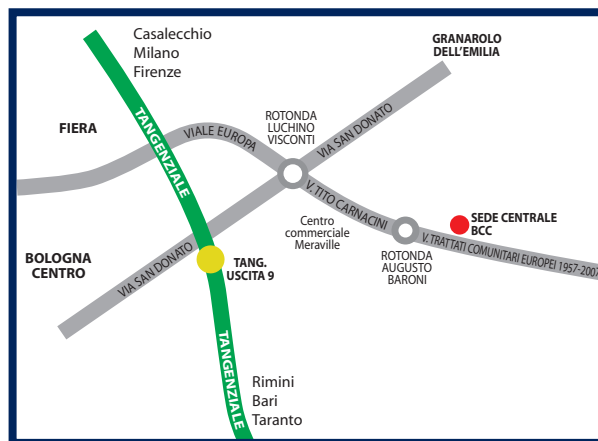 Casalecchio
Milano
Firenze
GRANAROLO
DELL'EMILIA
FIERA
TANGENZIALE
VIALE EUROPA
ROTONDA
LUCHINO
VISCONTI
VIA SAN DONATO
V. TITO CARNACINI
Centro
commerciale
Meraville
SEDE CENTRALE
BCC
V. TRATTATI COMUNITARI EUROPEI 1957-2007
ROTONDA
AUGUSTO
BARONI
BOLOGNA
CENTRO
VIA SAN DONATO
TANG.
USCITA 9
TANGENZIALE
Rimini
Bari
Taranto